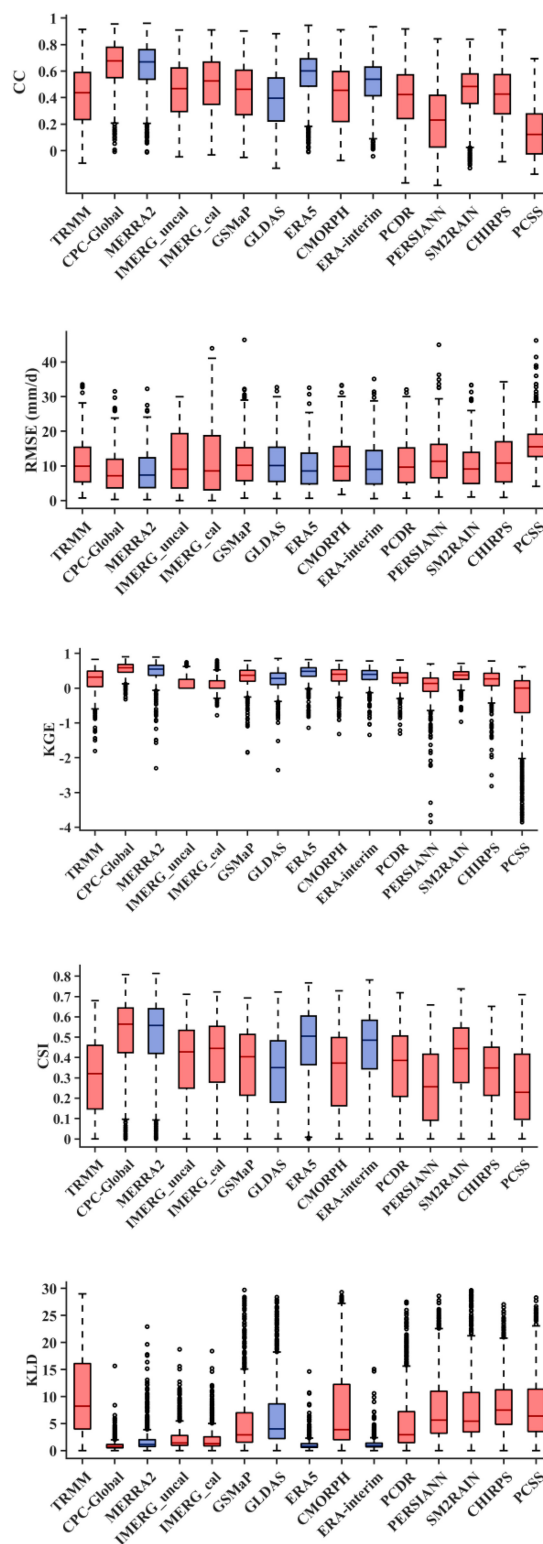 1
0.8
0.6
0.4
0.2
0
CC
TRMM
CPC-Global
MERRA2
IMERG_uncal
IMERG_cal
GSMaP
GLDAS
ERA5
CMORPH
ERA-interim
PCDR
PERSIANN
SM2RAIN
CHIRPS
PCSS
40
30
20
10
0
RMSE (mm/d)
TRMM
CPC-Global
MERRA2
IMERG_uncal
IMERG_cal
GSMaP
GLDAS
ERA5
CMORPH
ERA-interim
PCDR
PERSIANN
SM2RAIN
CHIRPS
PCSS
1
0
-1
-2
-3
-4
KGE
TRMM
CPC-Global
MERRA2
IMERG_uncal
IMERG_cal
GSMaP
GLDAS
ERA5
CMORPH
ERA-interim
PCDR
PERSIANN
SM2RAIN
CHIRPS
PCSS
0.8
0.7
0.6
0.5
0.4
0.3
0.2
0.1
0
CSI
TRMM
CPC-Global
MERRA2
IMERG_uncal
IMERG_cal
GSMaP
GLDAS
ERA5
CMORPH
ERA-interim
PCDR
PERSIANN
SM2RAIN
CHIRPS
PCSS
30
25
20
15
10
5
0
KLD
TRMM
CPC-Global
MERRA2
IMERG_uncal
IMERG_cal
GSMaP
GLDAS
ERA5
CMORPH
ERA-interim
PCDR
PERSIANN
SM2RAIN
CHIRPS
PCSS